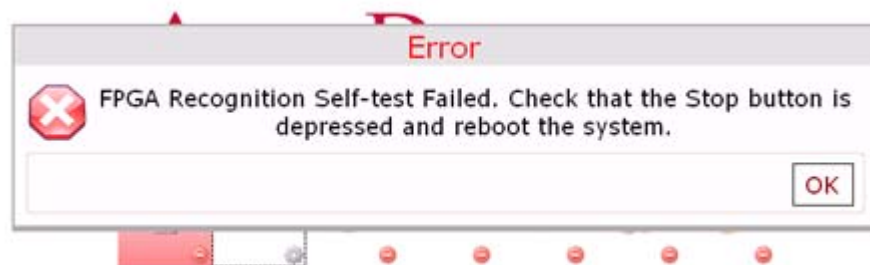 Error
FPGA Recognition Self-test Failed. Check that the Stop button is
depressed and reboot the system.
OK